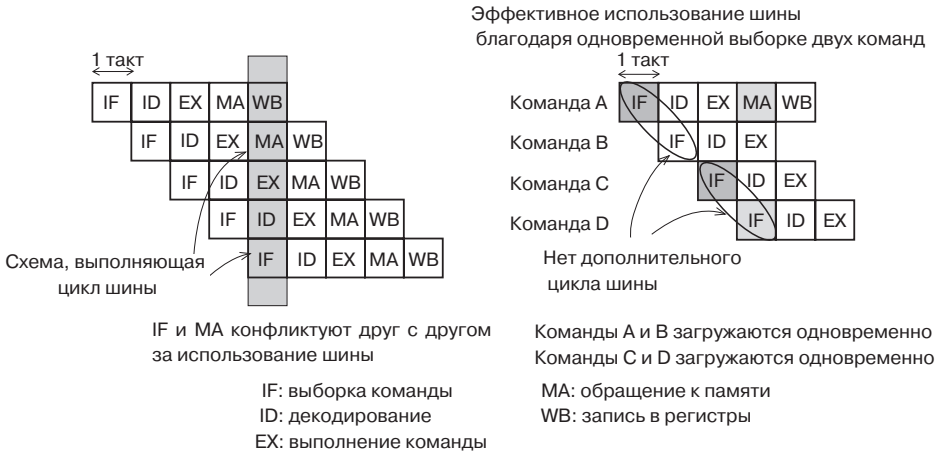 Эффективное использование шины
благодаря одновременной выборке двух команд
1 такт
IF ID EX MA WB
IF ID EX MA WB
IF ID EX MA WB
IF ID EX MA WB
IF ID EX MA WB
Схема, выполняющая
цикл шины
IF и MA конфликтуют друг с другом
за использование шины
1 такт
Команда A IF ID EX MA WB
Команда B IF ID EX
Команда C IF ID EX
Команда D IF ID EX
Нет дополнительного
цикла шины
Команды A и B загружаются одновременно
Команды C и D загружаются одновременно
IF: выборка команды
ID: декодирование
EX: выполнение команды
MA: обращение к памяти
WB: запись в регистры